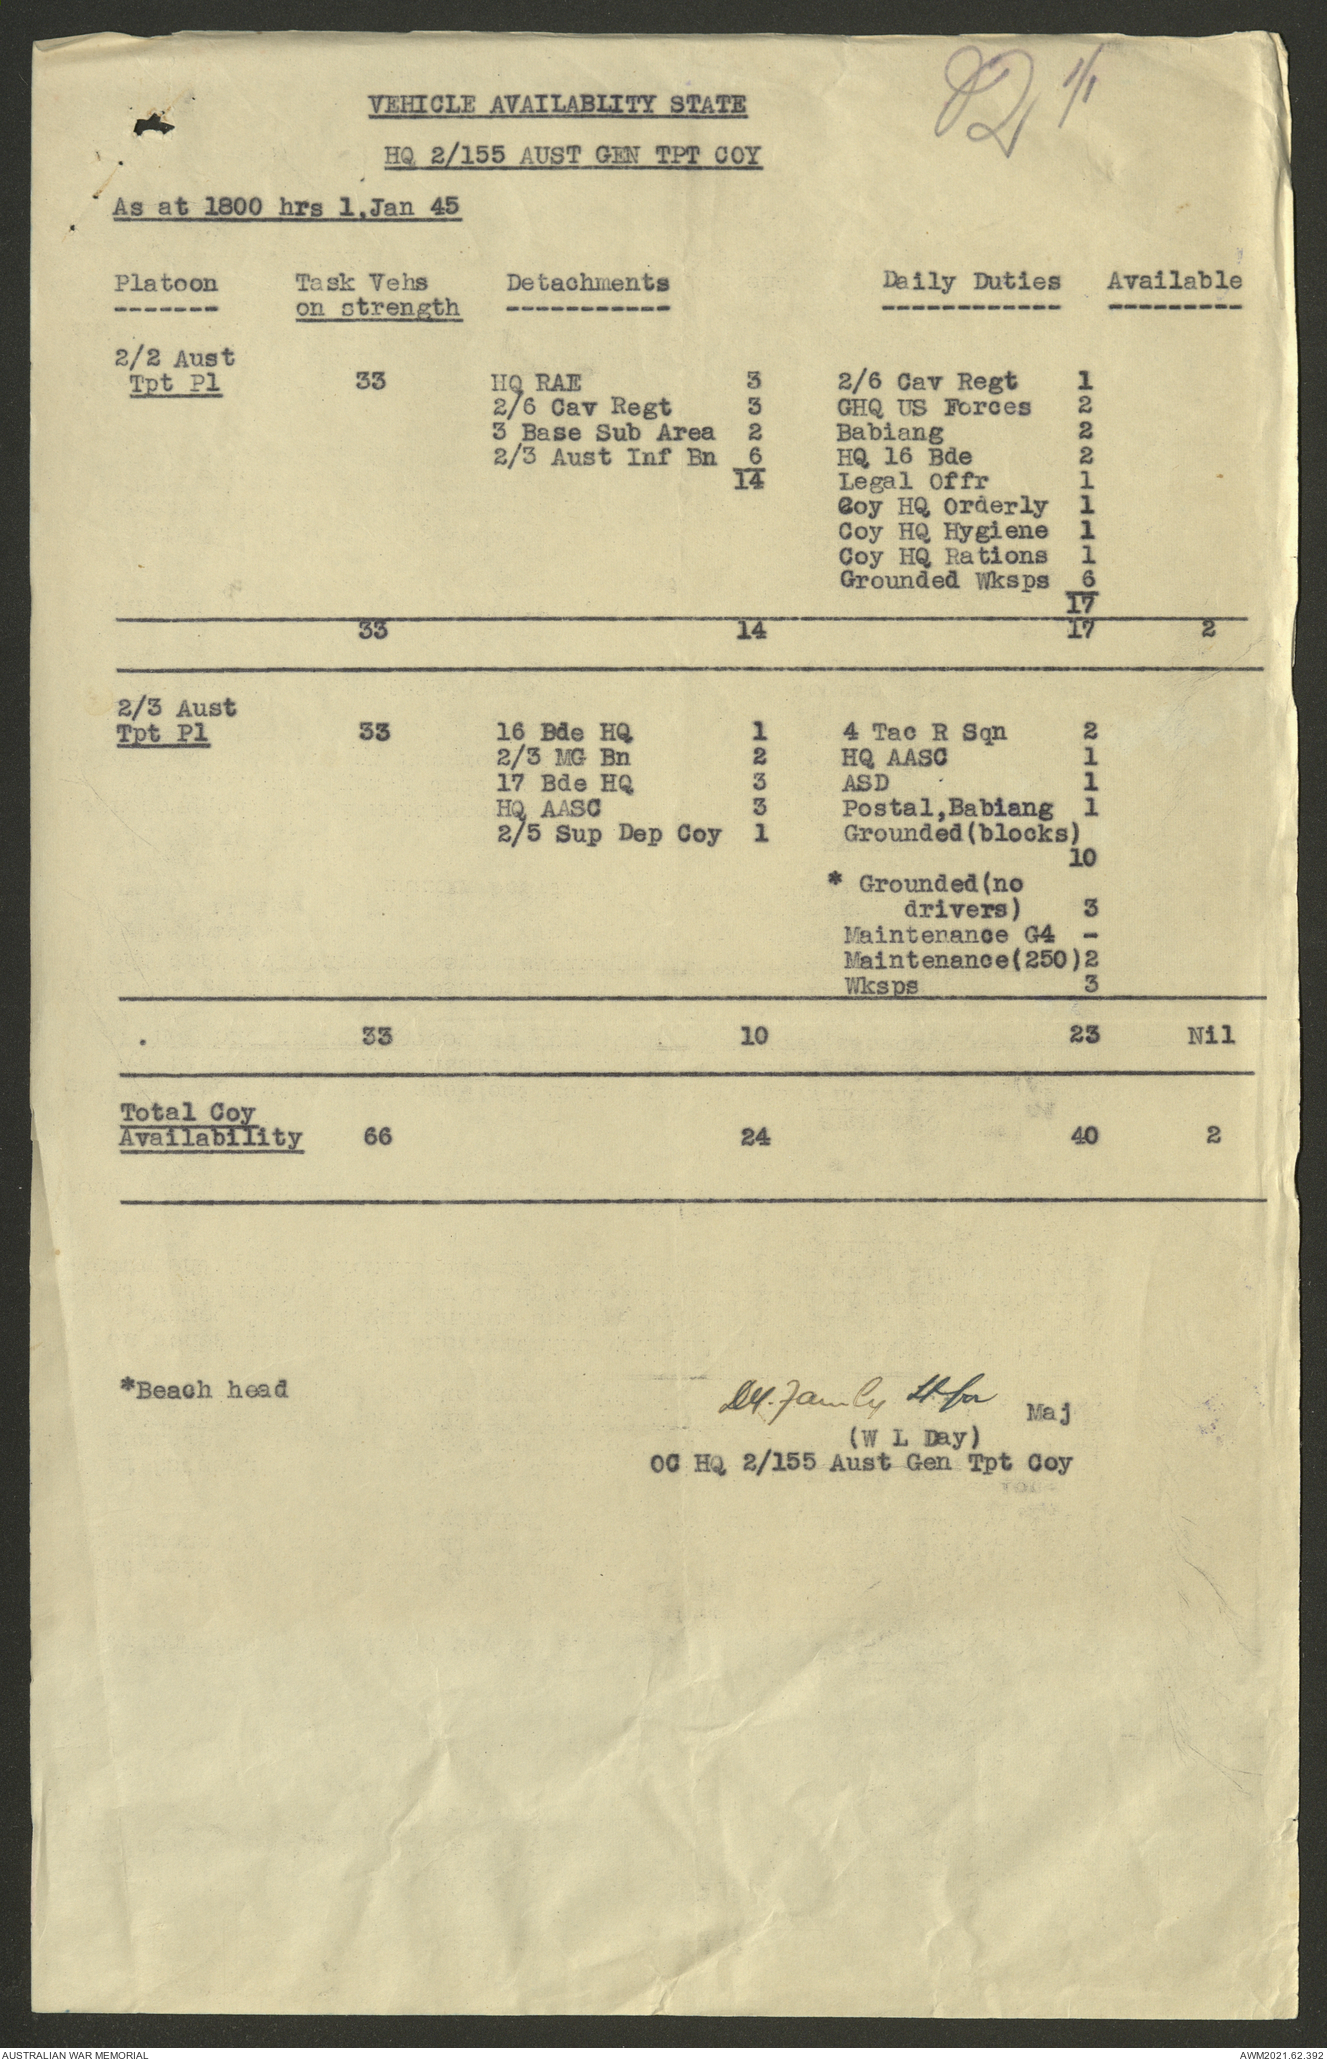 1/1
VEHICLE AVAILABLITY STATE
HQ 2/155 AUST GEN TPT COY
As at 1800 hrs 1,Jan 45
Platoon Task Vehs Detachments Daily Duties Available
on strength
2/2 Aust
Tpt Pl 33 HQ RAE 3 2/6 Cav Regt 1
2/6 Cav Regt 3 GHQ US Forces 2
3 Base Sub Area 2 Babiang 2
2/3 Aust Inf Bn 6 HQ 16 Bde 2
14 Legal Offr 1
Coy HQ Orderly 1
Coy HQ Hygiene 1
Coy HQ Rations 1
Grounded Wksps 6
17
33 14 17 2
2/3 Aust
Tpt Pl 33 16 Bde HQ 1 4 Tac R Sqn 2
2/3 MG Bn 2 HQ AASC 1
17 Bde HQ 3 ASD 1
HQ AASC 3 Postal,Babiang 1
2/5 Sup Dep Coy 1 Grounded(blocks)
10
* Grounded(no
drivers) 3
Maintenance G4 -
Maintenance(250)2
Wksps 3
. 33 10 23 Nil
Total Coy
Availability 66 24 40 2
*Beach head
Maj
(W L Day)
OC HQ 2/155 Aust Gen Tpt Coy
AUSTRALIAN WAR MEMORIAL AWM2021.62.392